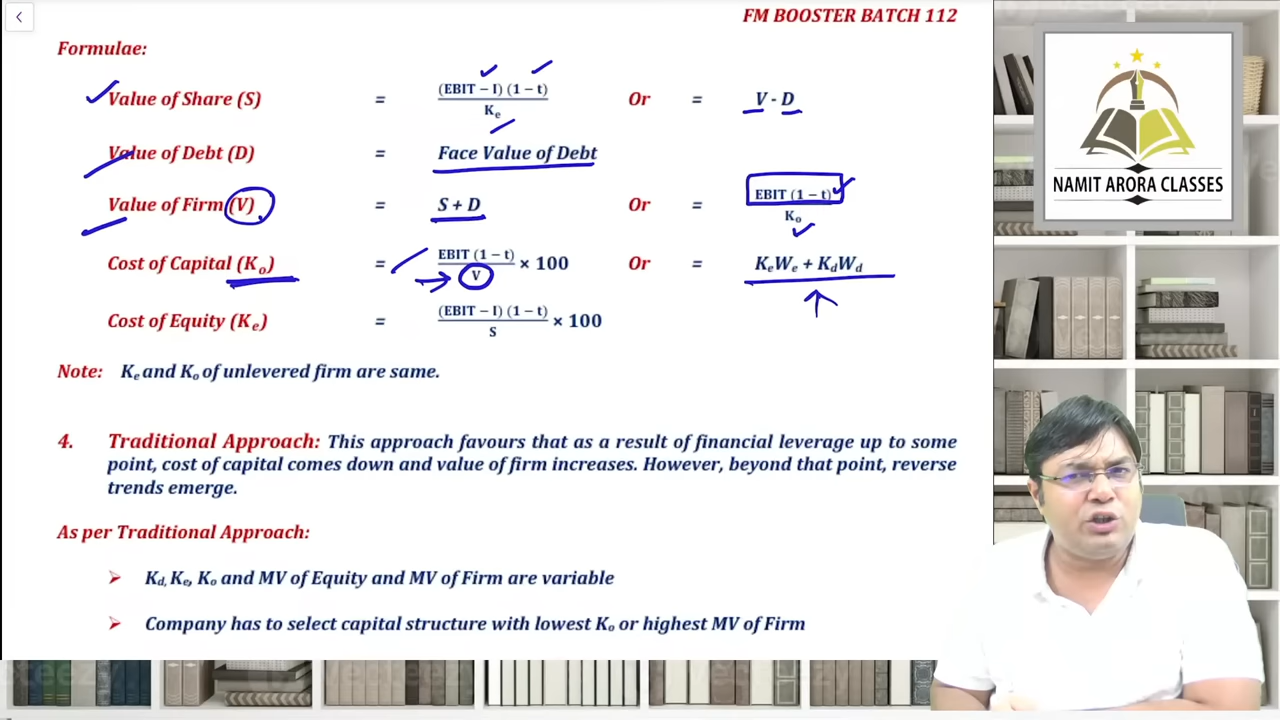 FM BOOSTER BATCH 112
Formulae:
Value of Share (S) = (EBIT – I) (1 – t) / Ke Or = V - D
Value of Debt (D) = Face Value of Debt
Value of Firm (V) = S + D Or = EBIT (1 – t) / Ko
Cost of Capital (Ko) = EBIT (1 – t) / V × 100 Or = KeWe + KdWd
Cost of Equity (Ke) = (EBIT – I) (1 – t) / S × 100
Note: Ke and Ko of unlevered firm are same.
4. Traditional Approach: This approach favours that as a result of financial leverage up to some
point, cost of capital comes down and value of firm increases. However, beyond that point, reverse
trends emerge.
As per Traditional Approach:
➢ Kd, Ke, Ko and MV of Equity and MV of Firm are variable
➢ Company has to select capital structure with lowest Ko or highest MV of Firm
NAMIT ARORA CLASSES